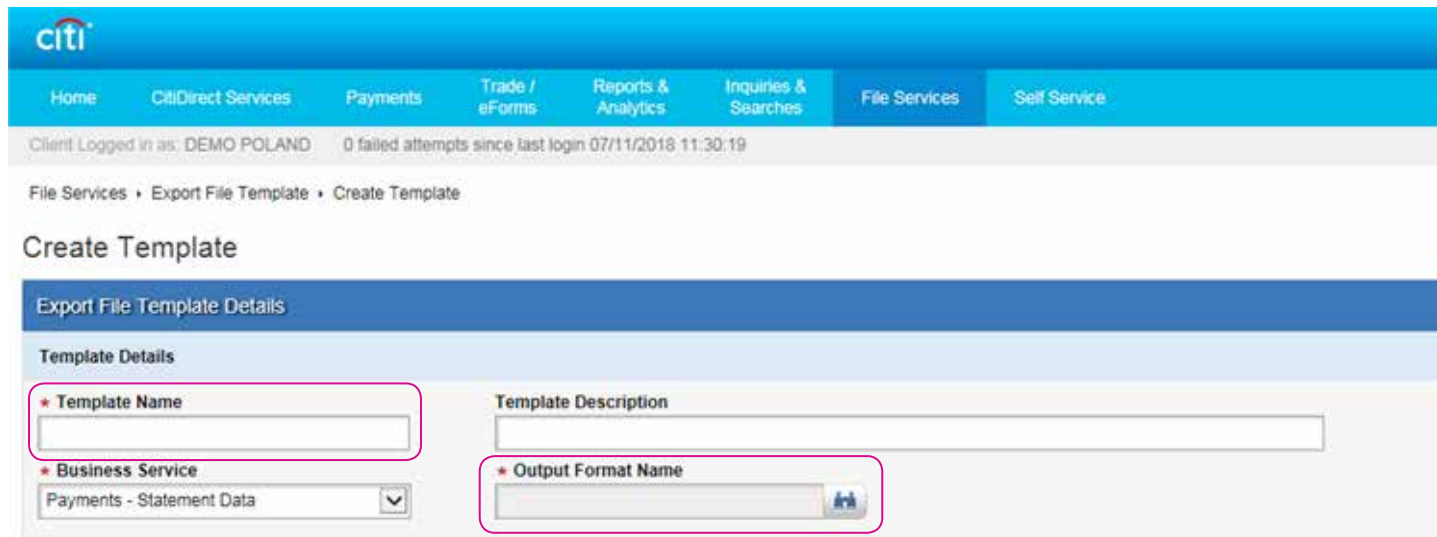 citi
Home CitiDirect Services Payments Trade / eForms Reports & Analytics Inquiries & Searches File Services Self Service
Client Logged in as: DEMO POLAND 0 failed attempts since last login 07/11/2018 11:30:19
File Services › Export File Template › Create Template
Create Template
Export File Template Details
Template Details
* Template Name Template Description
* Business Service * Output Format Name
Payments - Statement Data